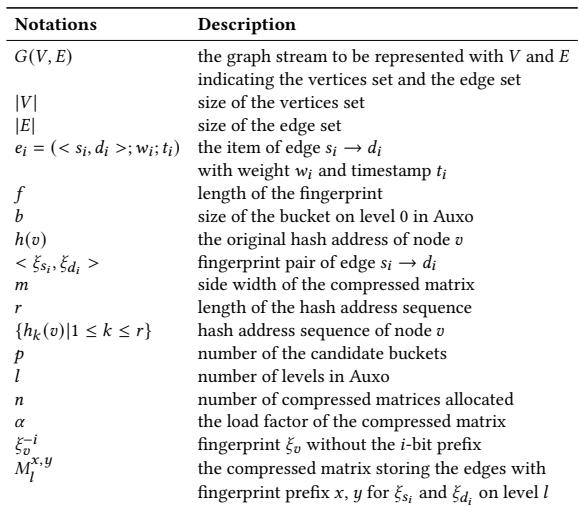 Notations Description
G(V, E) the graph stream to be represented with V and E
indicating the vertices set and the edge set
|V| size of the vertices set
|E| size of the edge set
e_i = (< s_i, d_i >; w_i; t_i) the item of edge s_i → d_i
with weight w_i and timestamp t_i
f length of the fingerprint
b size of the bucket on level 0 in Auxo
h(v) the original hash address of node v
< ξ_{s_i}, ξ_{d_i} > fingerprint pair of edge s_i → d_i
m side width of the compressed matrix
r length of the hash address sequence
{h_k(v)|1 ≤ k ≤ r} hash address sequence of node v
p number of the candidate buckets
l number of levels in Auxo
n number of compressed matrices allocated
α the load factor of the compressed matrix
ξ_v^{-i} fingerprint ξ_v without the i-bit prefix
M_l^{x,y} the compressed matrix storing the edges with
fingerprint prefix x, y for ξ_{s_i} and ξ_{d_i} on level l